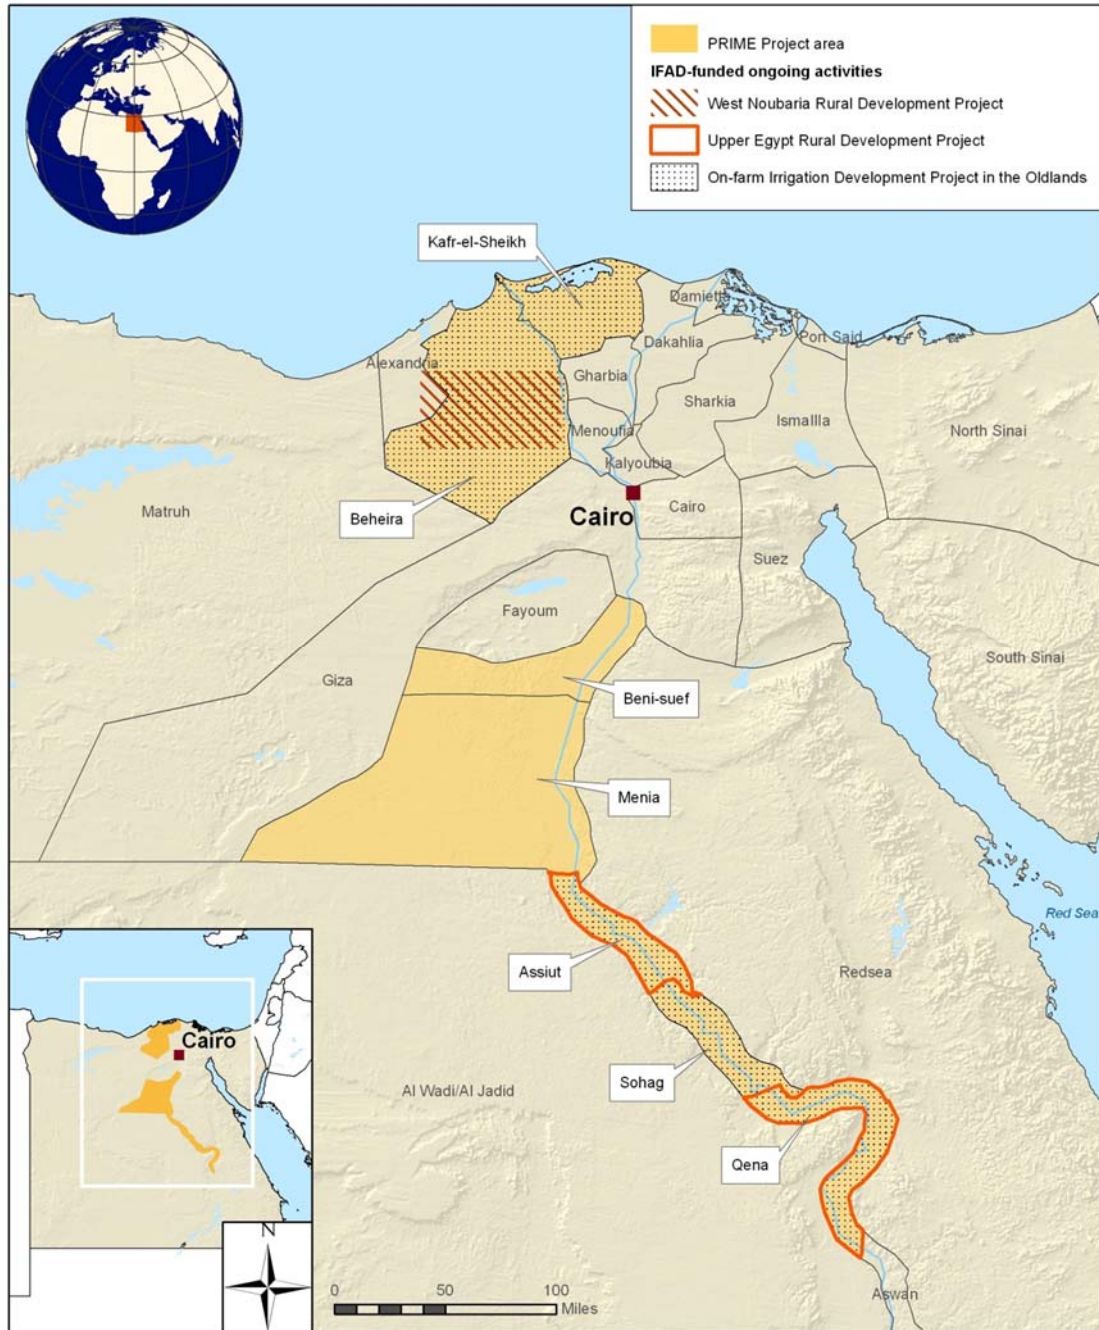 PRIME Project area
IFAD-funded ongoing activities
West Noubaria Rural Development Project
Upper Egypt Rural Development Project
On-farm Irrigation Development Project in the Oldlands
Kafr-el-Sheikh
Damietta
Port Said
Dakahlia
Alexandria
Gharbia
Sharkia
Ismallla
North Sinai
Menoufia
Kalyoubia
Beheira
Matruh
Cairo
Cairo
Suez
Fayoum
South Sinai
Giza
Beni-suef
Menia
Red Sea
Assiut
Redsea
Sohag
Al Wadi/Al Jadid
Qena
Aswan
Cairo
N
0 50 100
Miles